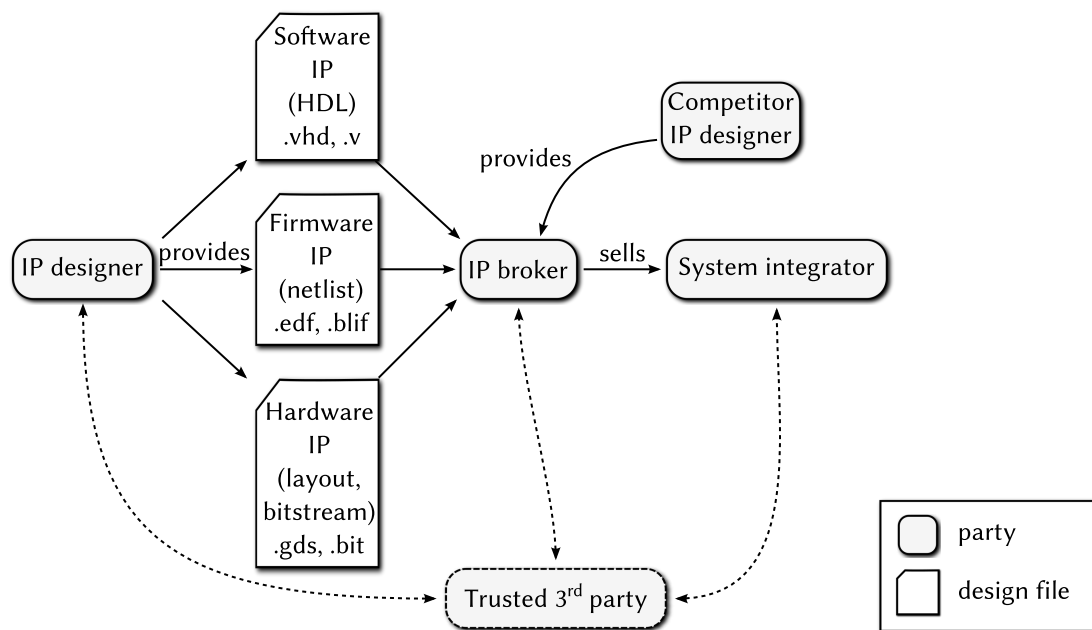 Software
IP
(HDL)
.vhd, .v
Competitor
IP designer
provides
Firmware
IP
(netlist)
.edf, .blif
IP designer
provides
IP broker
sells
System integrator
Hardware
IP
(layout,
bitstream)
.gds, .bit
Trusted 3rd party
party
design file